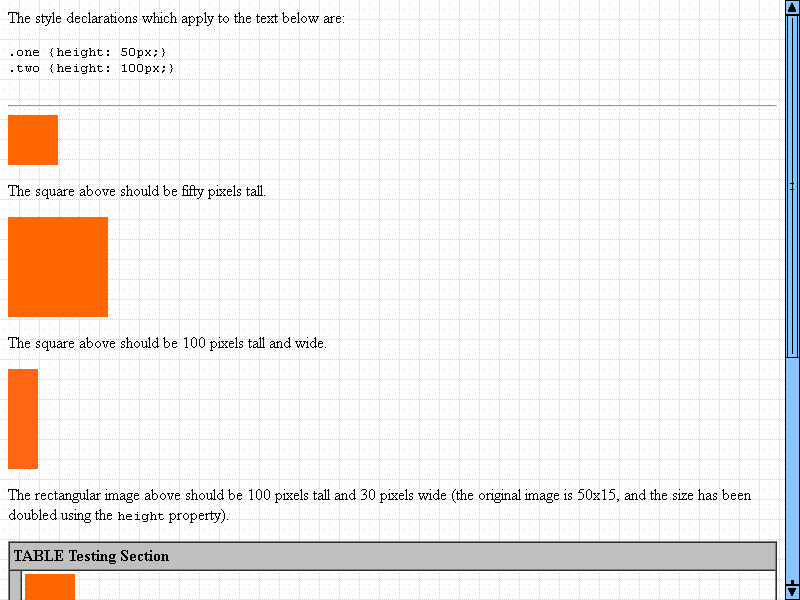 The style declarations which apply to the text below are:
.one {height: 50px;}
.two {height: 100px;}
The square above should be fifty pixels tall.
The square above should be 100 pixels tall and wide.
The rectangular image above should be 100 pixels tall and 30 pixels wide (the original image is 50x15, and the size has been
doubled using the height property).
TABLE Testing Section